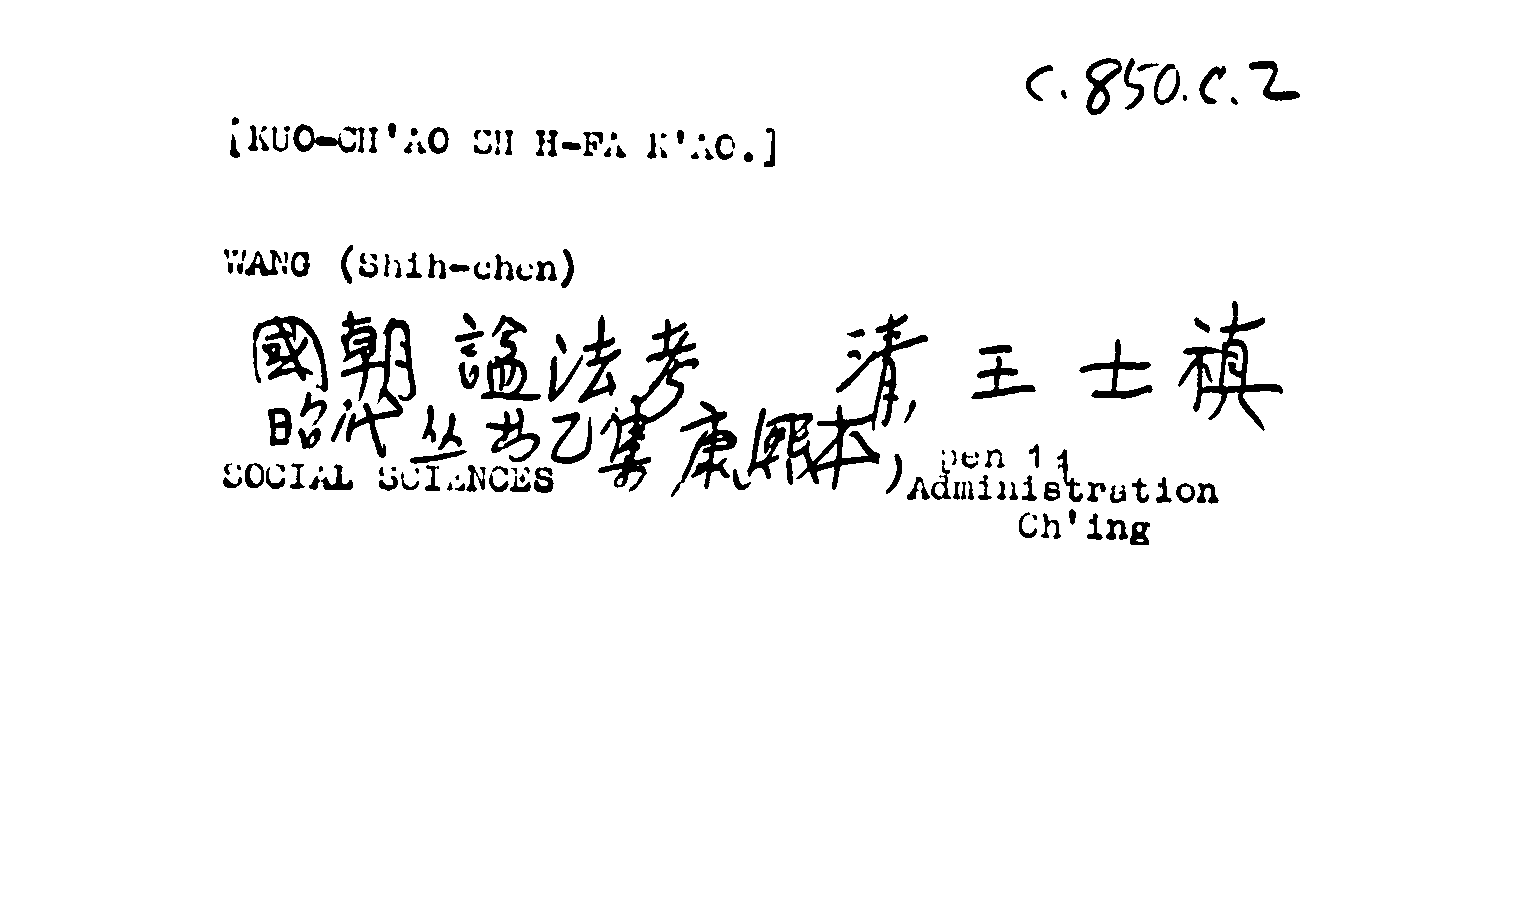 C.850.C.2
[KUO-CH'AO SH H-FA K'AO.]
WANG (Shih-chen)
國朝謚法考 清, 王士禛
昭代丛书乙集康熙本, pen 11
SOCIAL SCIENCES Administration
Ch'ing